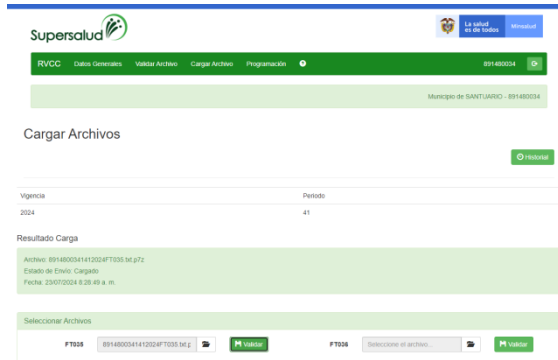 Supersalud
La salud
es de todos
Minsalud
RVCC Datos Generales Validar Archivo Cargar Archivo Programación 891480034
Municipio de SANTUARIO - 891480034
Cargar Archivos
Historial
Vigencia Periodo
2024 41
Resultado Carga
Archivo: 8914800341412024FT035.txt.p7z
Estado de Envío: Cargado
Fecha: 23/07/2024 8:28:49 a. m.
Seleccionar Archivos
FT035 8914800341412024FT035.txt.p Validar FT036 Seleccione el archivo... Validar